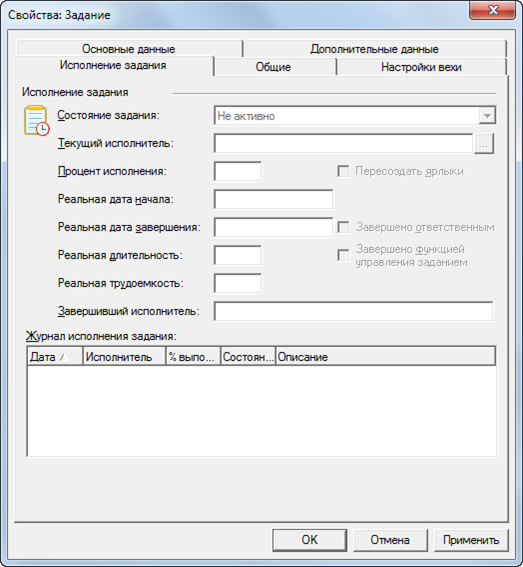 Свойства: Задание
Основные данные
Дополнительные данные
Исполнение задания
Общие
Настройки вехи
Исполнение задания
Состояние задания:
Не активно
Текущий исполнитель:
...
Процент исполнения:
Пересоздать ярлыки
Реальная дата начала:
Реальная дата завершения:
Завершено ответственным
Реальная длительность:
Завершено функцией
управления заданием
Реальная трудоемкость:
Завершивший исполнитель:
Журнал исполнения задания:
Дата Исполнитель % выпо... Состоян... Описание
OK Отмена Применить